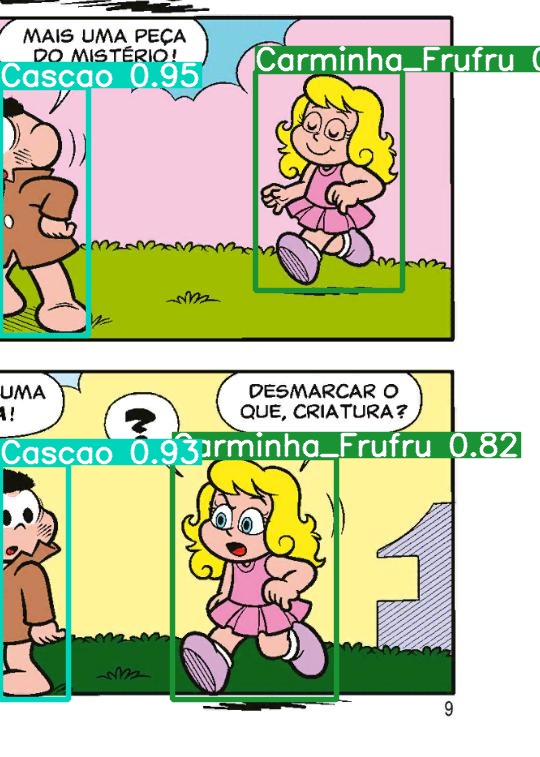 MAIS UMA PEÇA
DO MISTÉRIO!
Cascao 0.95
Carminha_Frufru
UMA
A!
?
DESMARCAR O
QUE, CRIATURA?
Cascao 0.93
Carminha_Frufru 0.82
1
9